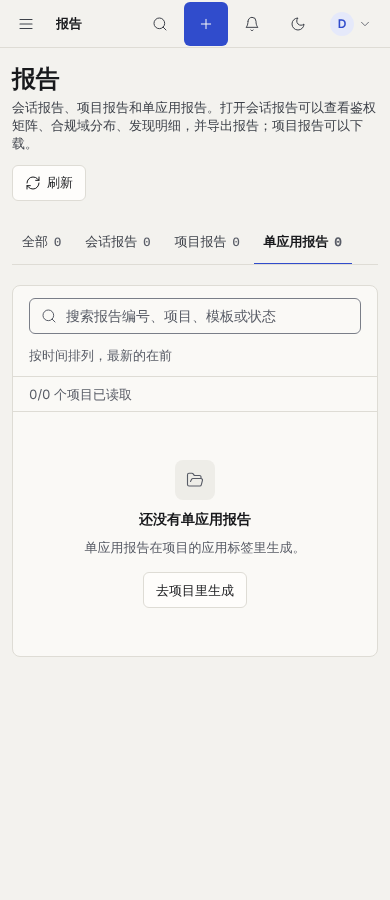 报告
D
报告
会话报告、项目报告和单应用报告。打开会话报告可以查看鉴权
矩阵、合规域分布、发现明细，并导出报告；项目报告可以下
载。
刷新
全部 0 会话报告 0 项目报告 0 单应用报告 0
搜索报告编号、项目、模板或状态
按时间排列，最新的在前
0/0 个项目已读取
还没有单应用报告
单应用报告在项目的应用标签里生成。
去项目里生成